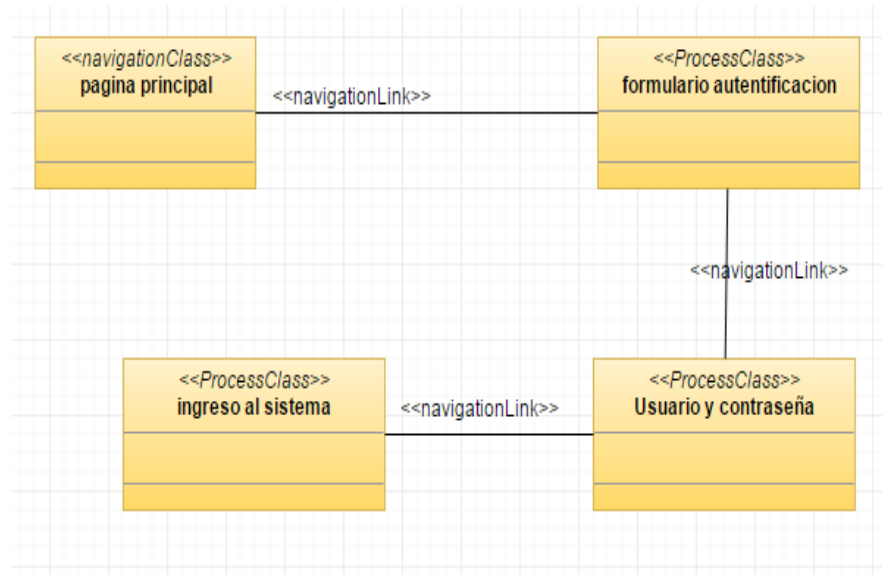 <<navigationClass>>
pagina principal
<<navigationLink>>
<<ProcessClass>>
formulario autentificacion
<<navigationLink>>
<<ProcessClass>>
ingreso al sistema
<<navigationLink>>
<<ProcessClass>>
Usuario y contraseña